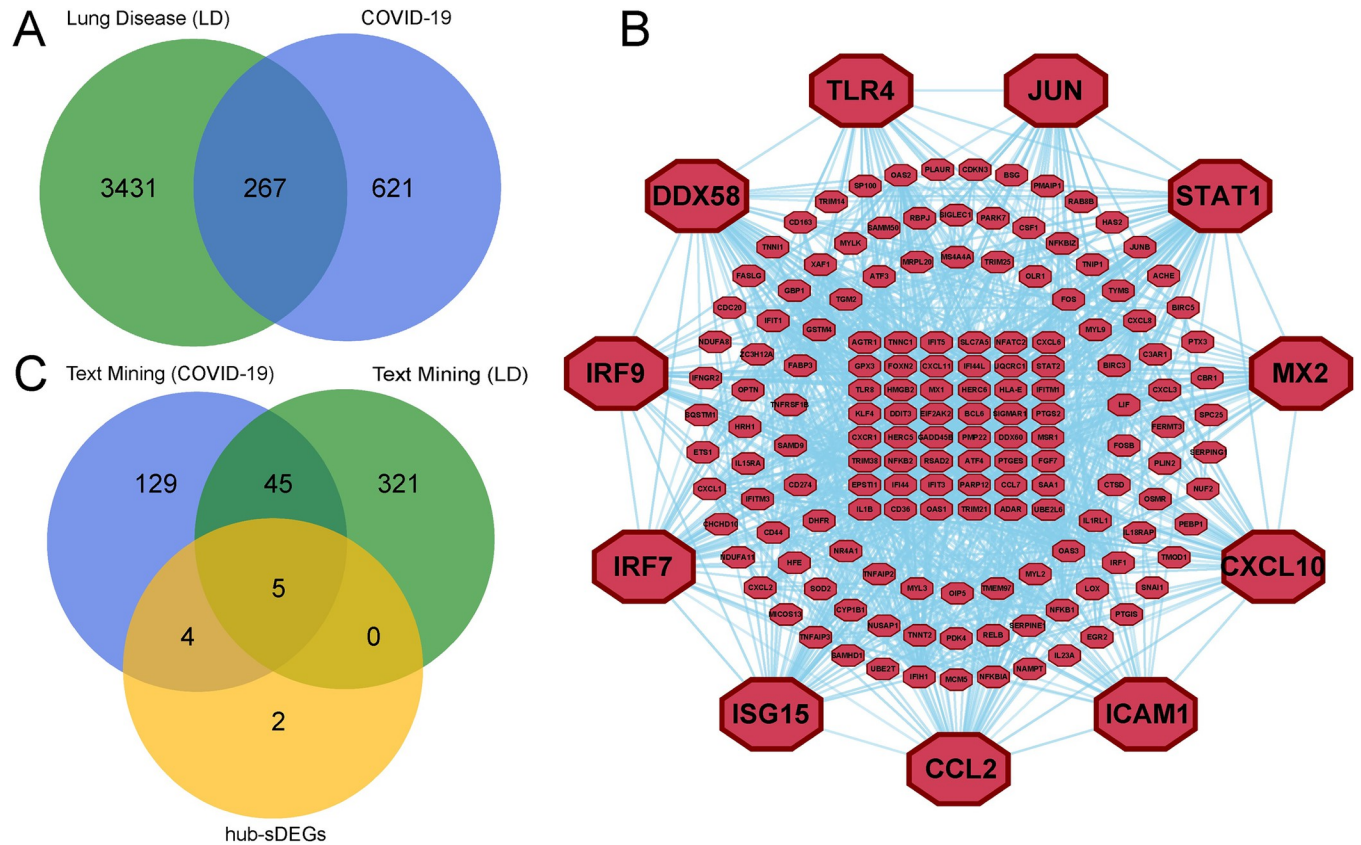 A
Lung Disease (LD)
COVID-19
3431
267
621
B
TLR4
JUN
DDX58
STAT1
IRF9
MX2
IRF7
CXCL10
ISG15
ICAM1
CCL2
OAS2
PLAUR
CDKN3
BSG
SP100
PMAIP1
TRIM14
RAB8B
CD163
HAS2
TNNI1
JUNB
FASLG
ACHE
CDC20
BIRC5
NDUFA8
PTX3
IFNGR2
CBR1
SQSTM1
SPC25
ETS1
SERPING1
CXCL1
NUF2
CHCHD10
PEBP1
NDUFA11
TMOD1
CXCL2
SNAI1
MICOS13
PTGIS
TNFAIP3
EGR2
SAMHD1
IL23A
UBE2T
NAMPT
IFIH1
MCM5
NFKBIA
RBPJ
SIGLEC1
PARK7
SAMM50
CSF1
MYLK
NFKBIZ
XAF1
TNIP1
GBP1
TYMS
IFIT1
CXCL8
ZC3H12A
C3AR1
OPTN
CXCL3
HRH1
FERMT3
IL15RA
PLIN2
IFITM3
OSMR
CD44
IL18RAP
HFE
IRF1
SOD2
LOX
CYP1B1
NFKB1
NUSAP1
SERPINE1
TNNT2
PDK4
RELB
MRPL20
MS4A4A
TRIM25
ATF3
OLR1
TGM2
FOS
GSTM4
MYL9
FABP3
BIRC3
TNFRSF1B
LIF
SAMD9
FOSB
CD274
CTSD
DHFR
IL1RL1
NR4A1
OAS3
TNFAIP2
MYL2
MYL3
OIP5
TMEM97
AGTR1 TNNC1 IFIT5 SLC7A5 NFATC2 CXCL6
GPX3 FOXN2 CXCL11 IFI44L UQCRC1 STAT2
TLR8 HMGB2 MX1 HERC6 HLA-E IFITM1
KLF4 DDIT3 EIF2AK2 BCL6 SIGMAR1 PTGS2
CXCR1 HERC5 GADD45B PMP22 DDX60 MSR1
TRIM38 NFKB2 RSAD2 ATF4 PTGES FGF7
EPSTI1 IFI44 IFIT3 PARP12 CCL7 SAA1
IL1B CD36 OAS1 TRIM21 ADAR UBE2L6
C
Text Mining (COVID-19)
Text Mining (LD)
129
45
321
5
4
0
2
hub-sDEGs